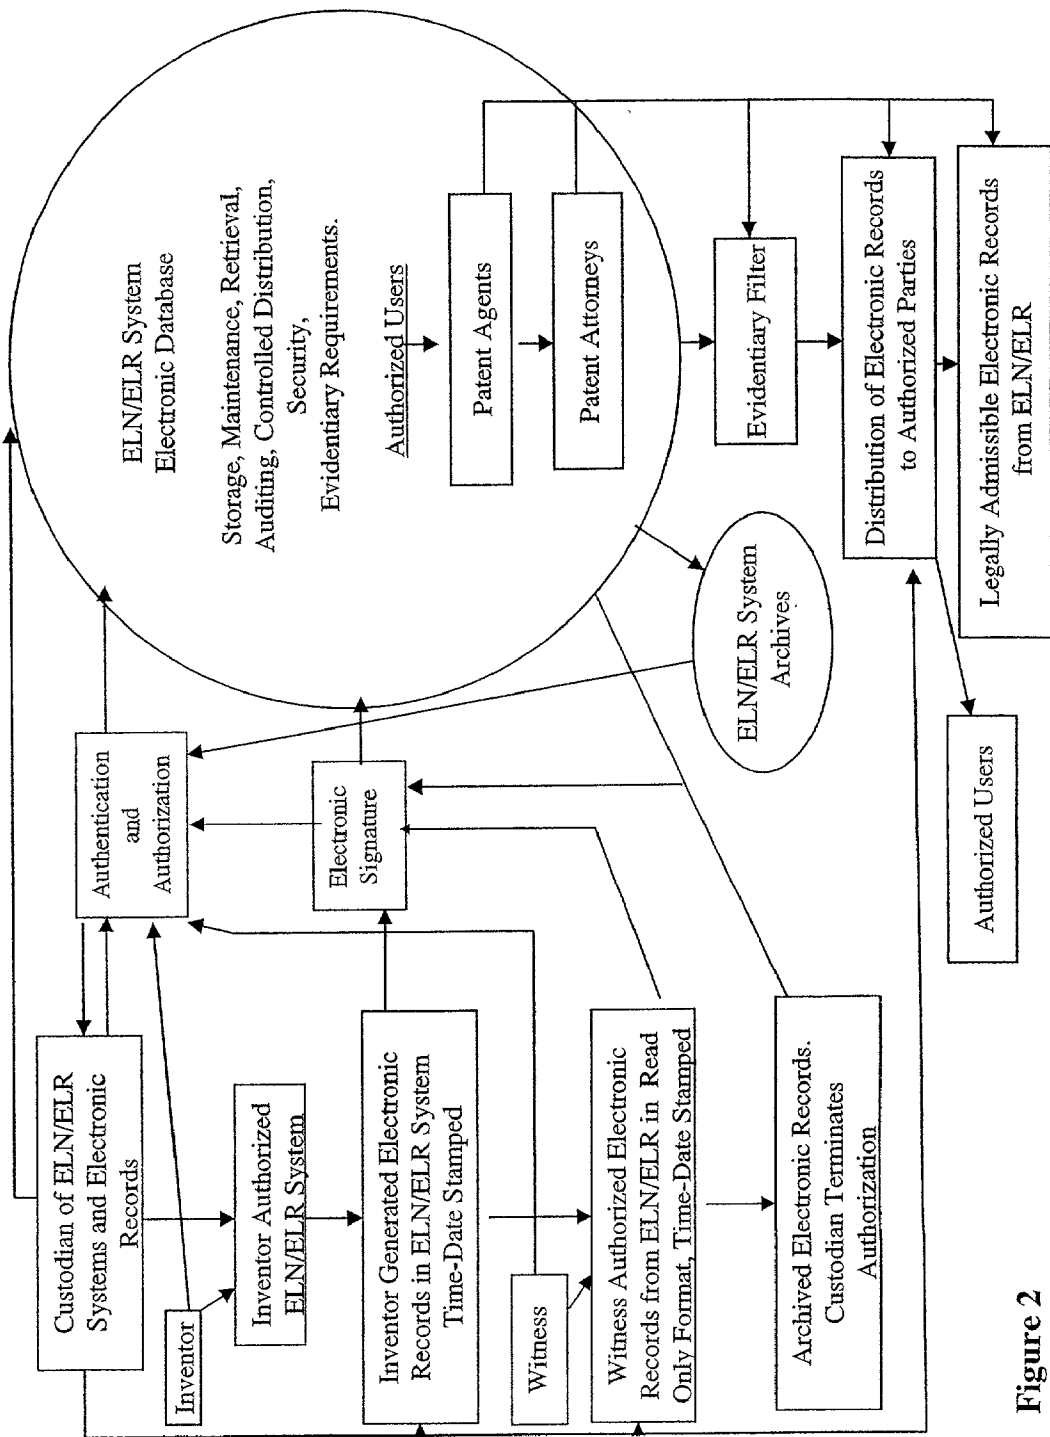 Custodian of ELN/ELR
Systems and Electronic
Records
Inventor
Inventor Authorized
ELN/ELR System
Inventor Generated Electronic
Records in ELN/ELR System
Time-Date Stamped
Witness
Witness Authorized Electronic
Records from ELN/ELR in Read
Only Format, Time-Date Stamped
Archived Electronic Records.
Custodian Terminates
Authorization
Authentication
and
Authorization
Electronic
Signature
ELN/ELR System
Electronic Database
Storage, Maintenance, Retrieval,
Auditing, Controlled Distribution,
Security,
Evidentiary Requirements.
Authorized Users
Patent Agents
Patent Attorneys
Evidentiary Filter
ELN/ELR System
Archives
Distribution of Electronic Records
to Authorized Parties
Legally Admissible Electronic Records
from ELN/ELR
Authorized Users
Figure 2